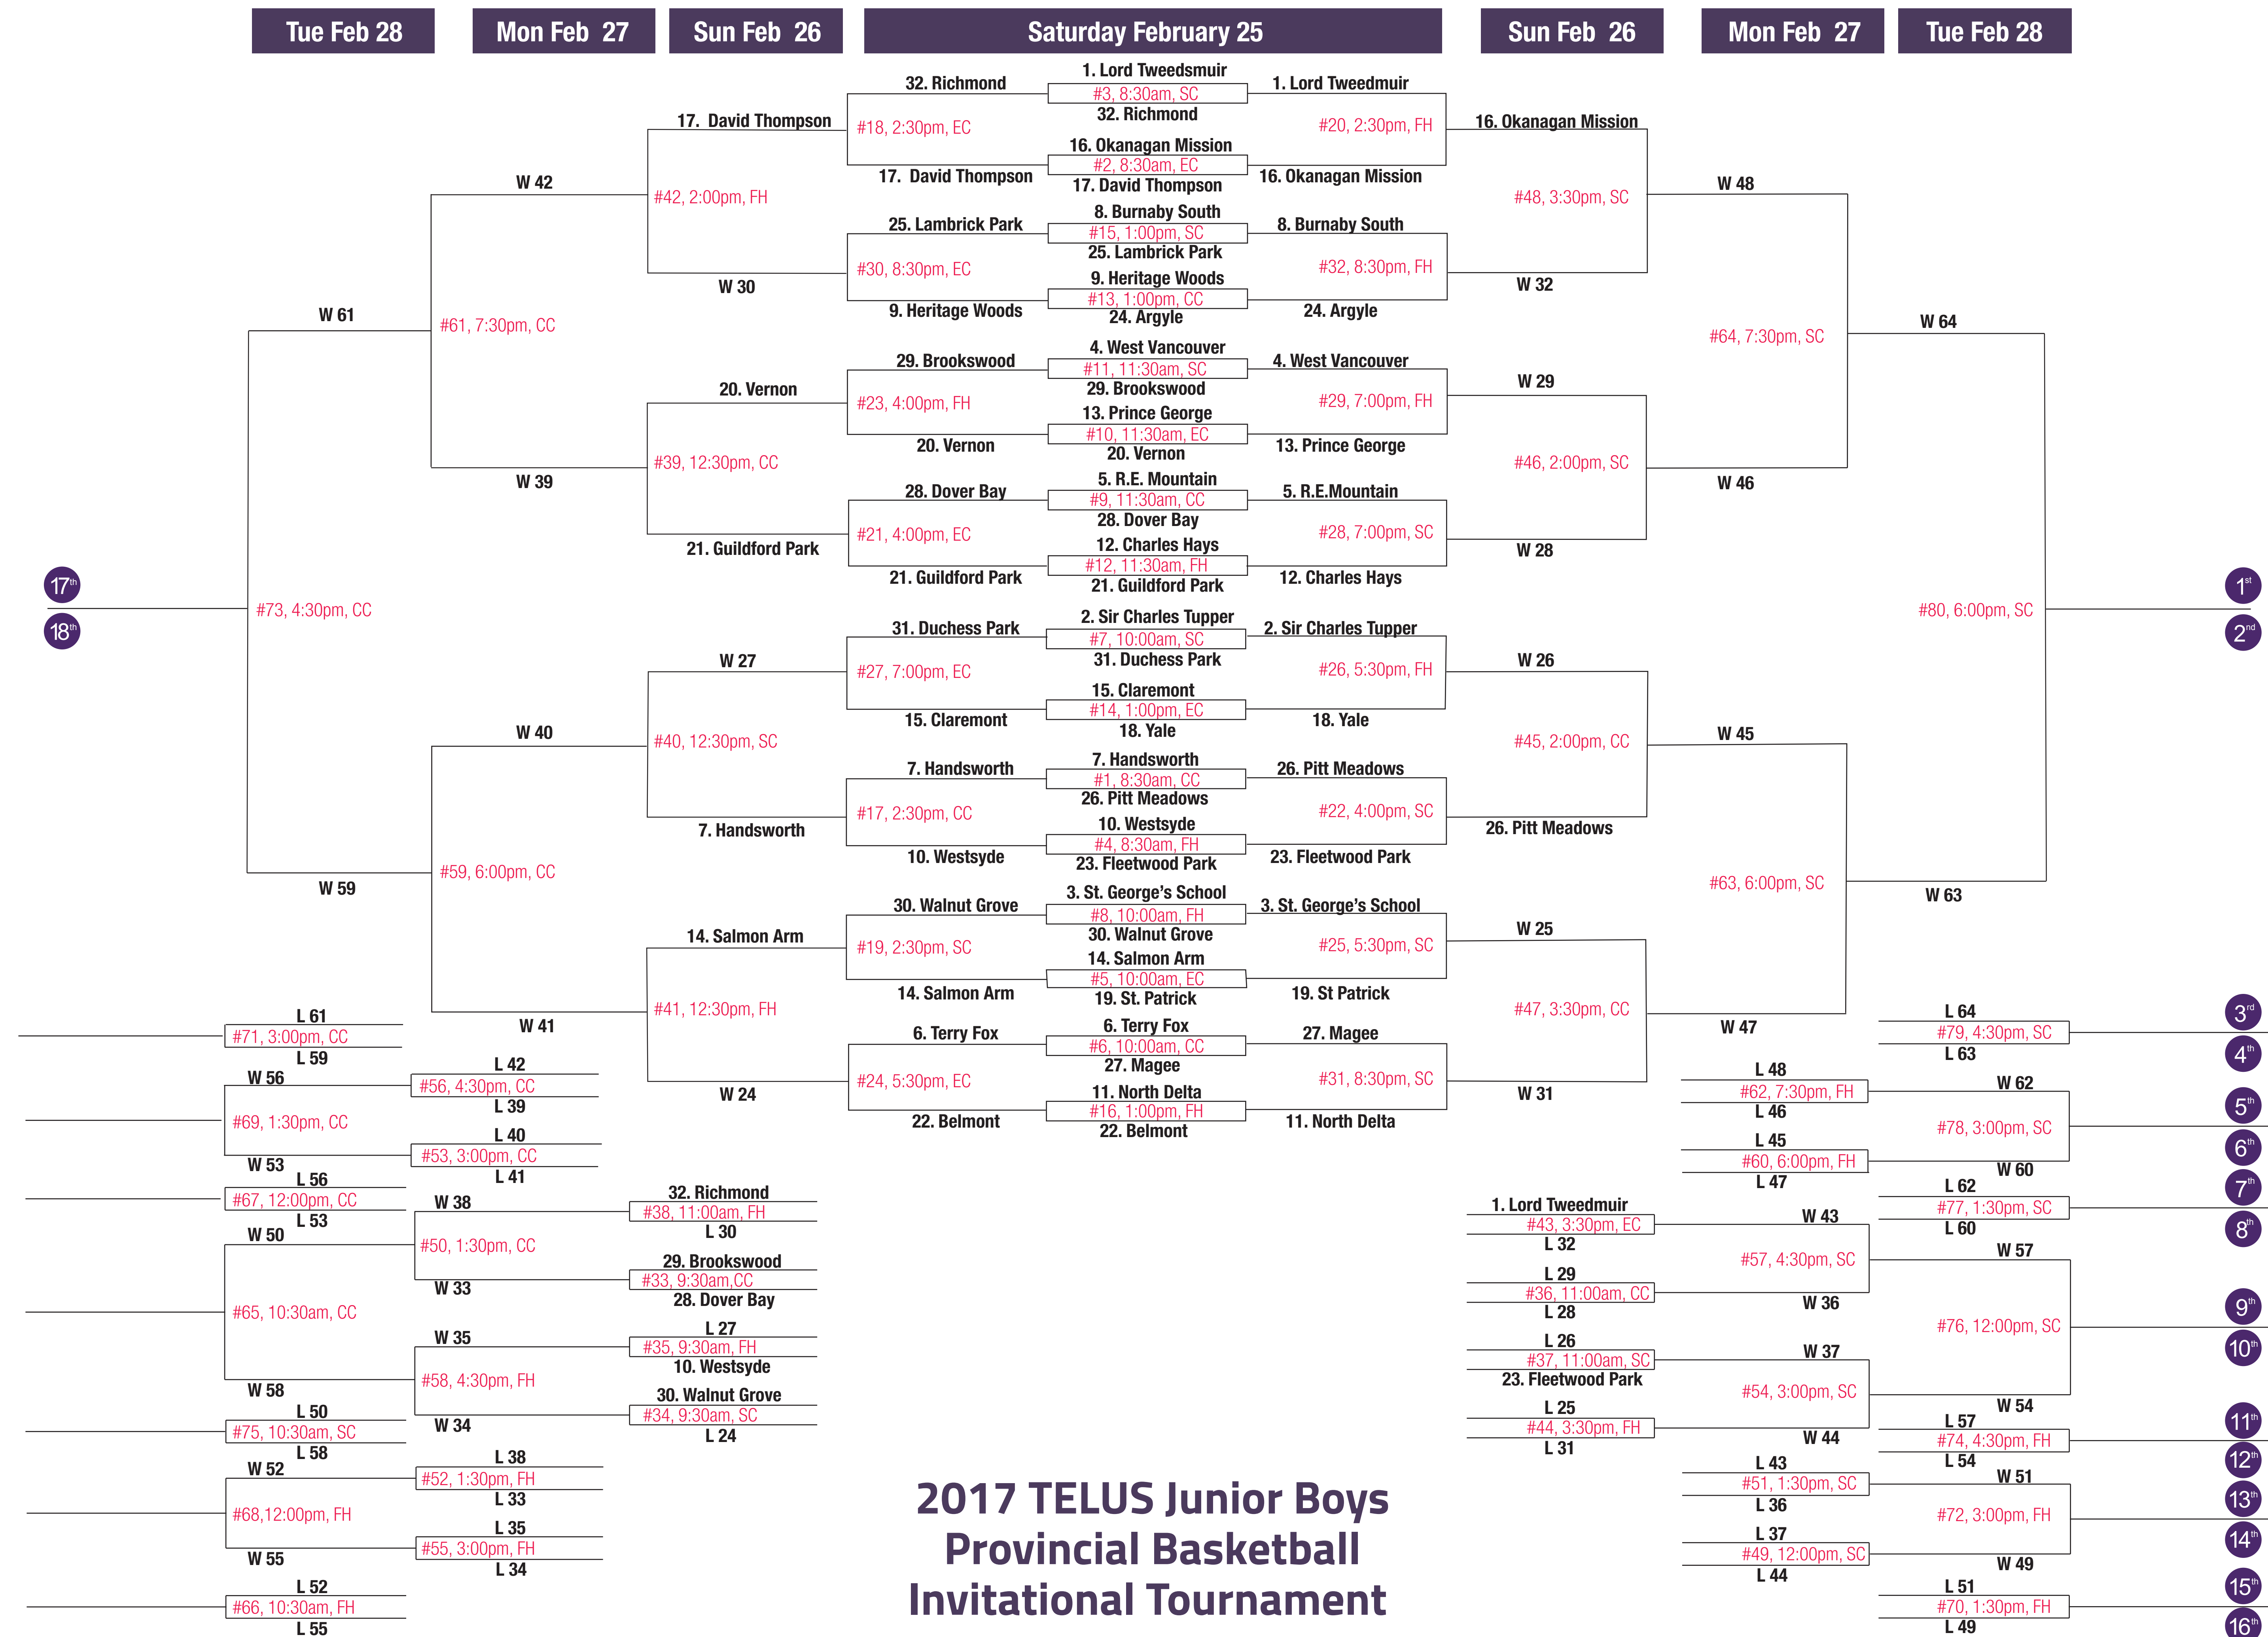 Tue Feb 28
Mon Feb 27
Sun Feb 26
Saturday February 25
Sun Feb 26
Mon Feb 27
Tue Feb 28
1. Lord Tweedsmuir
#3, 8:30am, SC
32. Richmond
16. Okanagan Mission
#2, 8:30am, EC
17. David Thompson
8. Burnaby South
#15, 1:00pm, SC
25. Lambrick Park
9. Heritage Woods
#13, 1:00pm, CC
24. Argyle
4. West Vancouver
#11, 11:30am, SC
29. Brookswood
13. Prince George
#10, 11:30am, EC
20. Vernon
5. R.E. Mountain
#9, 11:30am, CC
28. Dover Bay
12. Charles Hays
#12, 11:30am, FH
21. Guildford Park
2. Sir Charles Tupper
#7, 10:00am, SC
31. Duchess Park
15. Claremont
#14, 1:00pm, EC
18. Yale
7. Handsworth
#1, 8:30am, CC
26. Pitt Meadows
10. Westsyde
#4, 8:30am, FH
23. Fleetwood Park
3. St. George’s School
#8, 10:00am, FH
30. Walnut Grove
14. Salmon Arm
#5, 10:00am, EC
19. St. Patrick
6. Terry Fox
#6, 10:00am, CC
27. Magee
11. North Delta
#16, 1:00pm, FH
22. Belmont
32. Richmond
#18, 2:30pm, EC
17. David Thompson
25. Lambrick Park
#30, 8:30pm, EC
9. Heritage Woods
29. Brookswood
#23, 4:00pm, FH
20. Vernon
28. Dover Bay
#21, 4:00pm, EC
21. Guildford Park
31. Duchess Park
#27, 7:00pm, EC
15. Claremont
7. Handsworth
#17, 2:30pm, CC
10. Westsyde
30. Walnut Grove
#19, 2:30pm, SC
14. Salmon Arm
6. Terry Fox
#24, 5:30pm, EC
22. Belmont
17. David Thompson
#42, 2:00pm, FH
W 30
20. Vernon
#39, 12:30pm, CC
21. Guildford Park
W 27
#40, 12:30pm, SC
7. Handsworth
14. Salmon Arm
#41, 12:30pm, FH
W 24
W 42
#61, 7:30pm, CC
W 39
W 40
#59, 6:00pm, CC
W 41
W 61
#73, 4:30pm, CC
W 59
17th
18th
1. Lord Tweedmuir
#20, 2:30pm, FH
16. Okanagan Mission
8. Burnaby South
#32, 8:30pm, FH
24. Argyle
4. West Vancouver
#29, 7:00pm, FH
13. Prince George
5. R.E.Mountain
#28, 7:00pm, SC
12. Charles Hays
2. Sir Charles Tupper
#26, 5:30pm, FH
18. Yale
26. Pitt Meadows
#22, 4:00pm, SC
23. Fleetwood Park
3. St. George’s School
#25, 5:30pm, SC
19. St Patrick
27. Magee
#31, 8:30pm, SC
11. North Delta
16. Okanagan Mission
#48, 3:30pm, SC
W 32
W 29
#46, 2:00pm, SC
W 28
W 26
#45, 2:00pm, CC
26. Pitt Meadows
W 25
#47, 3:30pm, CC
W 31
W 48
#64, 7:30pm, SC
W 46
W 45
#63, 6:00pm, SC
W 47
W 64
#80, 6:00pm, SC
W 63
1st
2nd
L 61
#71, 3:00pm, CC
L 59
W 56
#69, 1:30pm, CC
W 53
L 42
#56, 4:30pm, CC
L 39
L 40
#53, 3:00pm, CC
L 41
L 56
#67, 12:00pm, CC
L 53
W 50
#65, 10:30am, CC
W 58
W 38
#50, 1:30pm, CC
W 33
W 35
#58, 4:30pm, FH
W 34
32. Richmond
#38, 11:00am, FH
L 30
29. Brookswood
#33, 9:30am,CC
28. Dover Bay
L 27
#35, 9:30am, FH
10. Westsyde
30. Walnut Grove
#34, 9:30am, SC
L 24
L 50
#75, 10:30am, SC
L 58
W 52
#68,12:00pm, FH
W 55
L 38
#52, 1:30pm, FH
L 33
L 35
#55, 3:00pm, FH
L 34
L 52
#66, 10:30am, FH
L 55
L 64
#79, 4:30pm, SC
L 63
3rd
4th
L 48
#62, 7:30pm, FH
L 46
L 45
#60, 6:00pm, FH
L 47
W 62
#78, 3:00pm, SC
W 60
5th
6th
L 62
#77, 1:30pm, SC
L 60
7th
8th
1. Lord Tweedmuir
#43, 3:30pm, EC
L 32
L 29
#36, 11:00am, CC
L 28
L 26
#37, 11:00am, SC
23. Fleetwood Park
L 25
#44, 3:30pm, FH
L 31
W 43
#57, 4:30pm, SC
W 36
W 37
#54, 3:00pm, SC
W 44
W 57
#76, 12:00pm, SC
W 54
9th
10th
L 57
#74, 4:30pm, FH
L 54
11th
12th
L 43
#51, 1:30pm, SC
L 36
L 37
#49, 12:00pm, SC
L 44
W 51
#72, 3:00pm, FH
W 49
13th
14th
L 51
#70, 1:30pm, FH
L 49
15th
16th
2017 TELUS Junior Boys
Provincial Basketball
Invitational Tournament